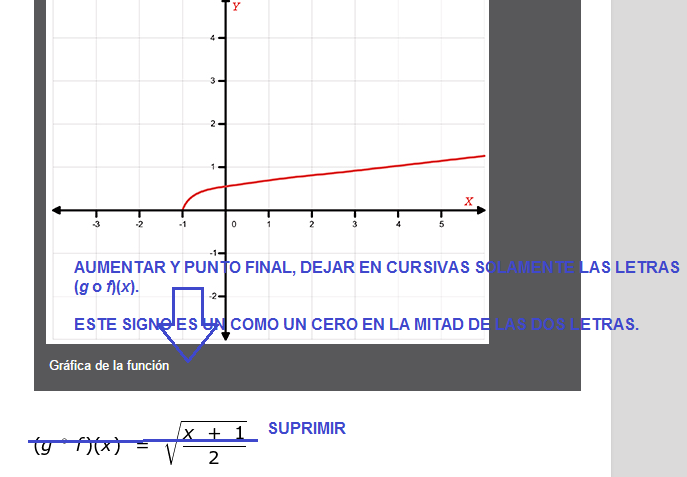 Y
4
3
2
1
X
-3 -2 -1 0 1 2 3 4 5
-1
AUMENTAR Y PUNTO FINAL, DEJAR EN CURSIVAS SOLAMENTE LAS LETRAS
(g o f)(x).
-2
ESTE SIGNO ES UN COMO UN CERO EN LA MITAD DE LAS DOS LETRAS.
Gráfica de la función
SUPRIMIR
(g ∘ f)(x) = √((x + 1)/2)